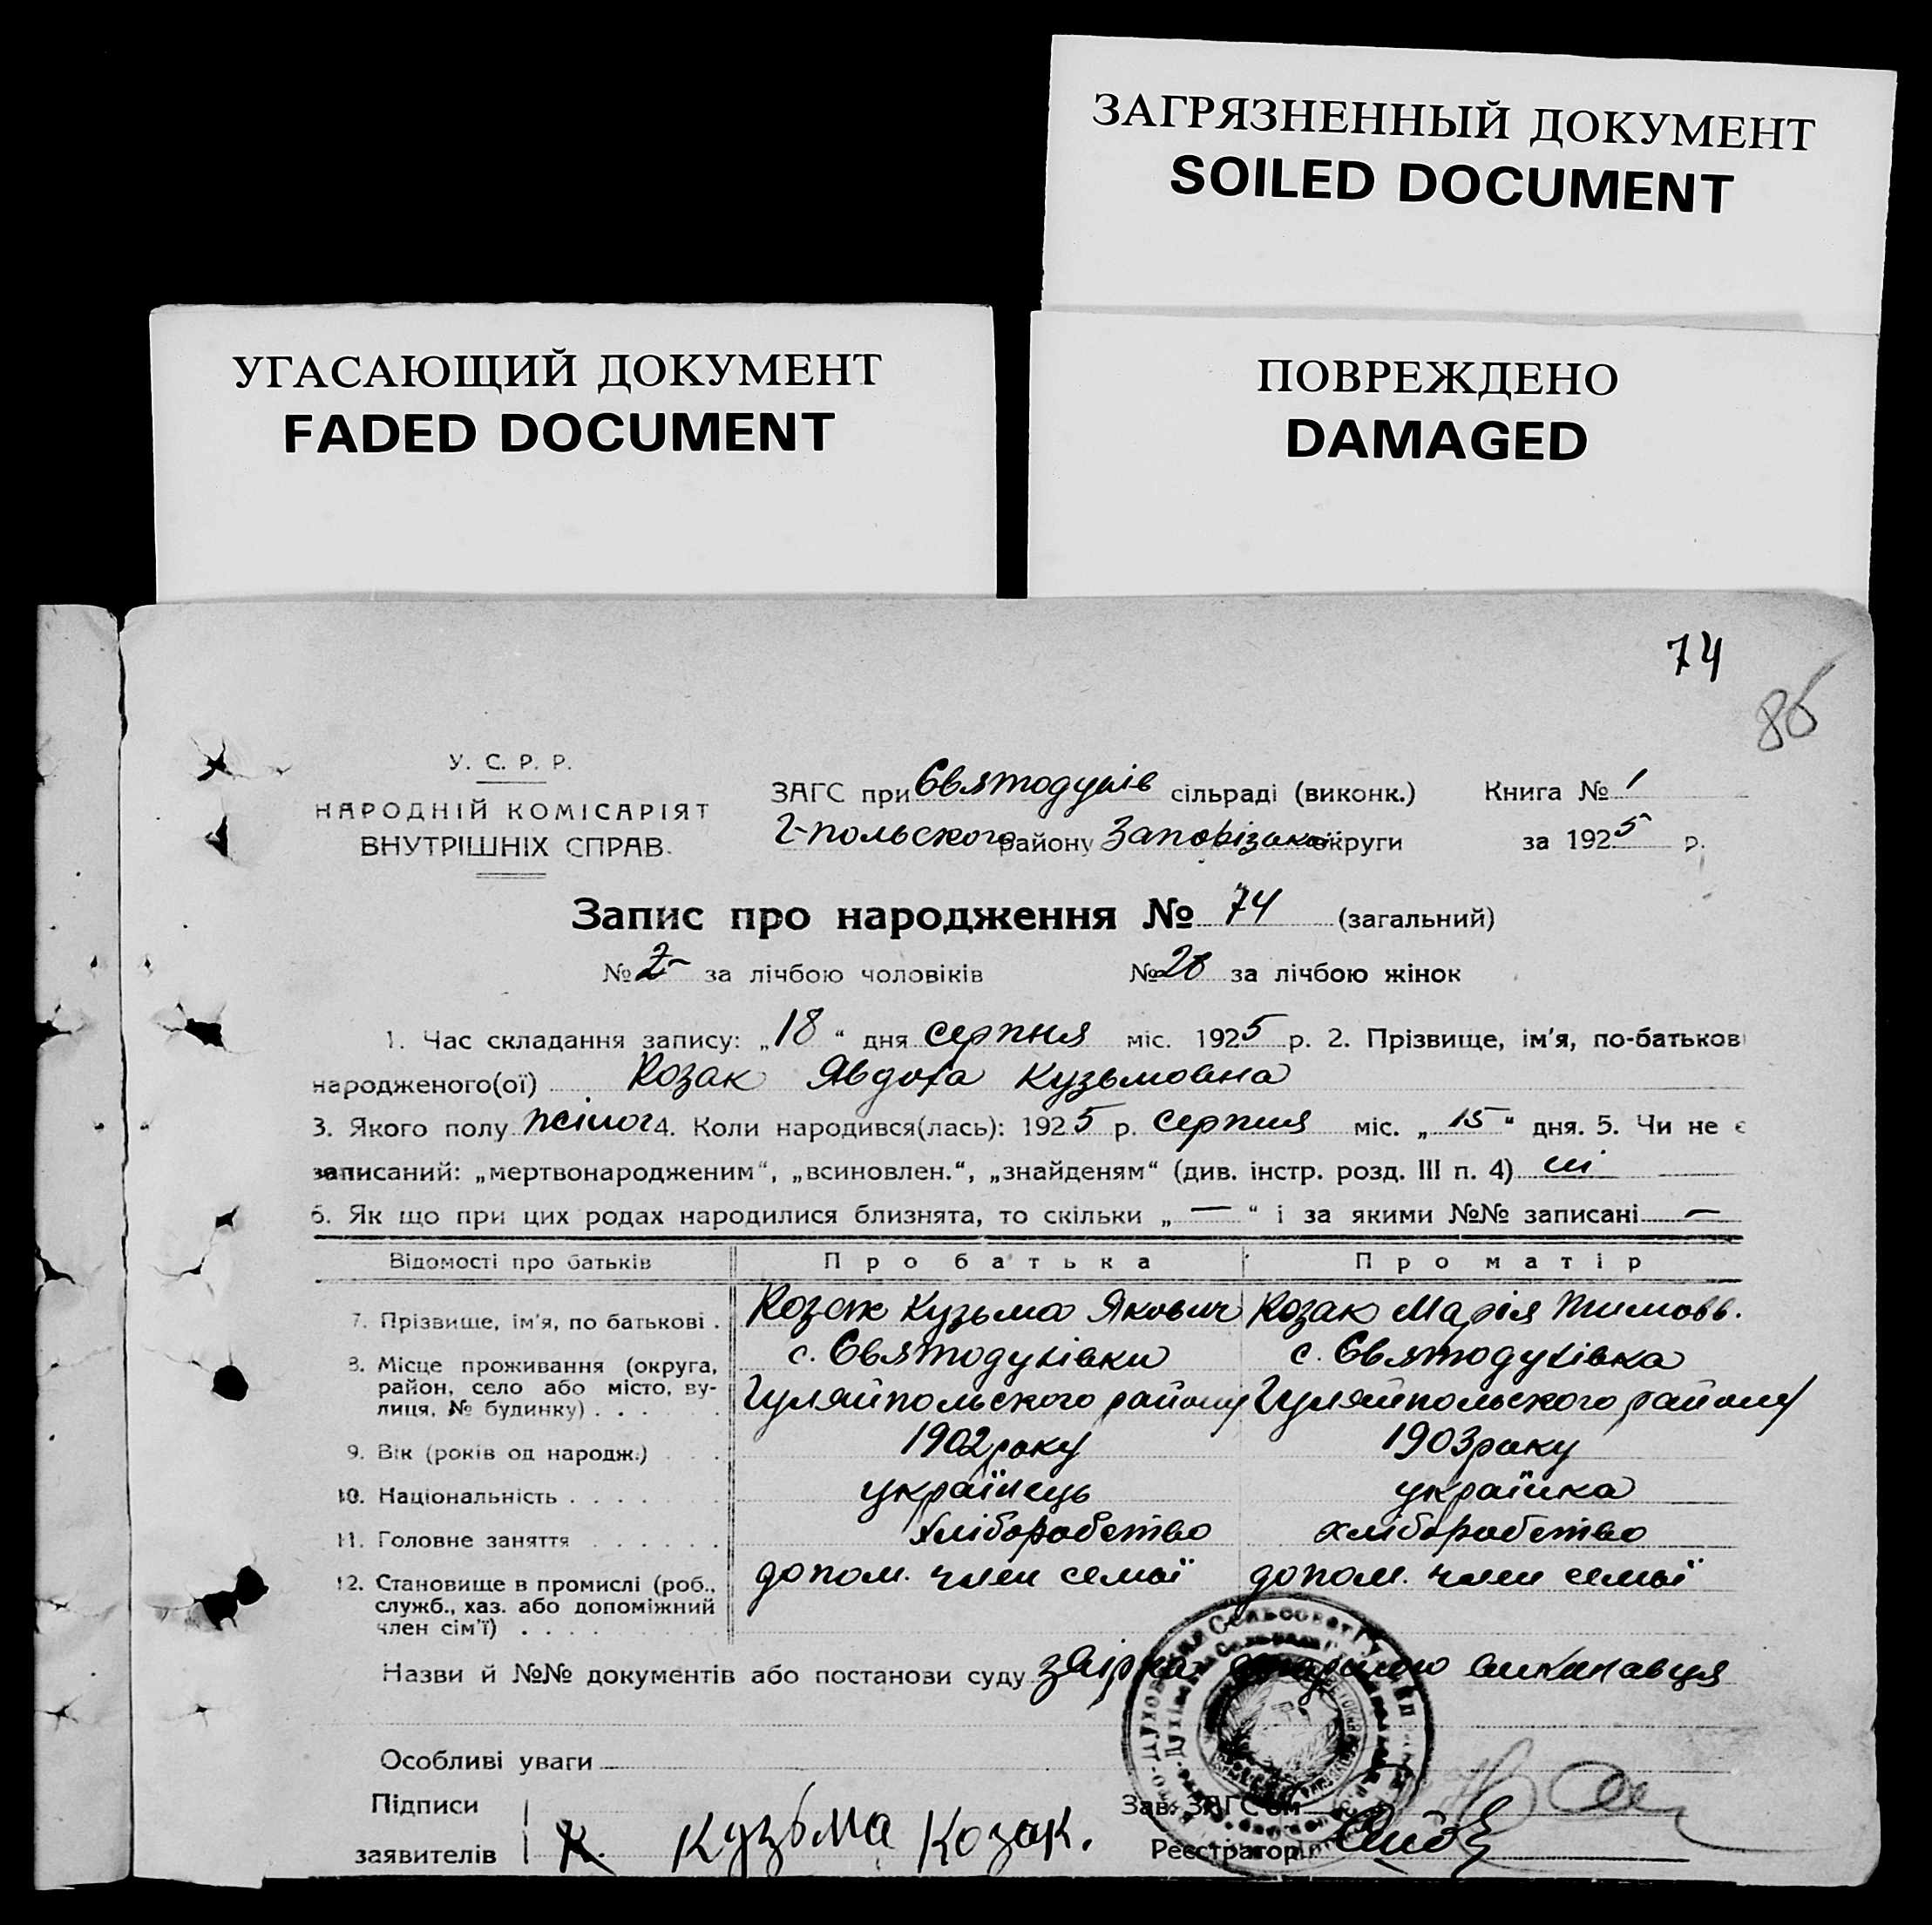 ЗАГРЯЗНЕННЫЙ ДОКУМЕНТ
SOILED DOCUMENT
УГАСАЮЩИЙ ДОКУМЕНТ
FADED DOCUMENT
ПОВРЕЖДЕНО
DAMAGED
74
86
У. С. Р. Р.
НАРОДНІЙ КОМІСАРІЯТ
ВНУТРІШНІХ СПРАВ.
ЗАГС при Святодухів сільраді (виконк.) Книга № 1
Г-польского району Запорізької округи за 1925 р.
Запис про народження № 74 (загальний)
№ за лічбою чоловіків № 28 за лічбою жінок
1. Час складання запису: „18“ дня серпня міс. 1925 р. 2. Прізвище, ім'я, по-батькові
народженого(ої) Козак Явдоха Кузьмовна
3. Якого полу жіноч 4. Коли народився(лась): 1925 р. серпня міс. „15“ дня. 5. Чи не є
записаний: „мертвонародженим“, „всиновлен.“, „знайденям“ (див. інстр. розд. III п. 4) ні
6. Як що при цих родах народилися близнята, то скільки „—“ і за якими №№ записані —
Відомості про батьків Про батька Про матір
7. Прізвище, ім'я, по батькові . Козак Кузьма Якович Козак Марія Тимовв.
8. Місце проживання (округа, с. Святодухівки с. Святодухівка
район, село або місто, ву-
лиця, № будинку) . . . . . . Гуляйпольского району Гуляйпольского району
9. Вік (років од народж.) . . . 1902 року 1903 року
10. Національність . . . . . . . українець українка
11. Головне заняття . . . . . . хліборобство хліборобство
12. Становище в промислі (роб., допом. член семьї допом. член семьї
служб., хаз. або допоміжний
член сім'ї) . . . . . . . . .
Назви й №№ документів або постанови суду звірка виконавця
Особливі уваги
Підписи Зав. ЗАГС'ом
заявителів К. Кузьма Козак. Реєстратор